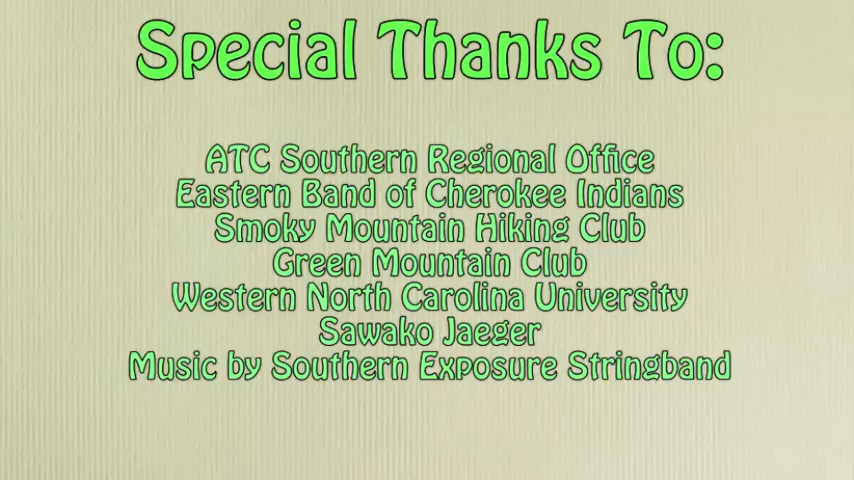 Special Thanks To:
ATC Southern Regional Office
Eastern Band of Cherokee Indians
Smoky Mountain Hiking Club
Green Mountain Club
Western North Carolina University
Sawako Jaeger
Music by Southern Exposure Stringband